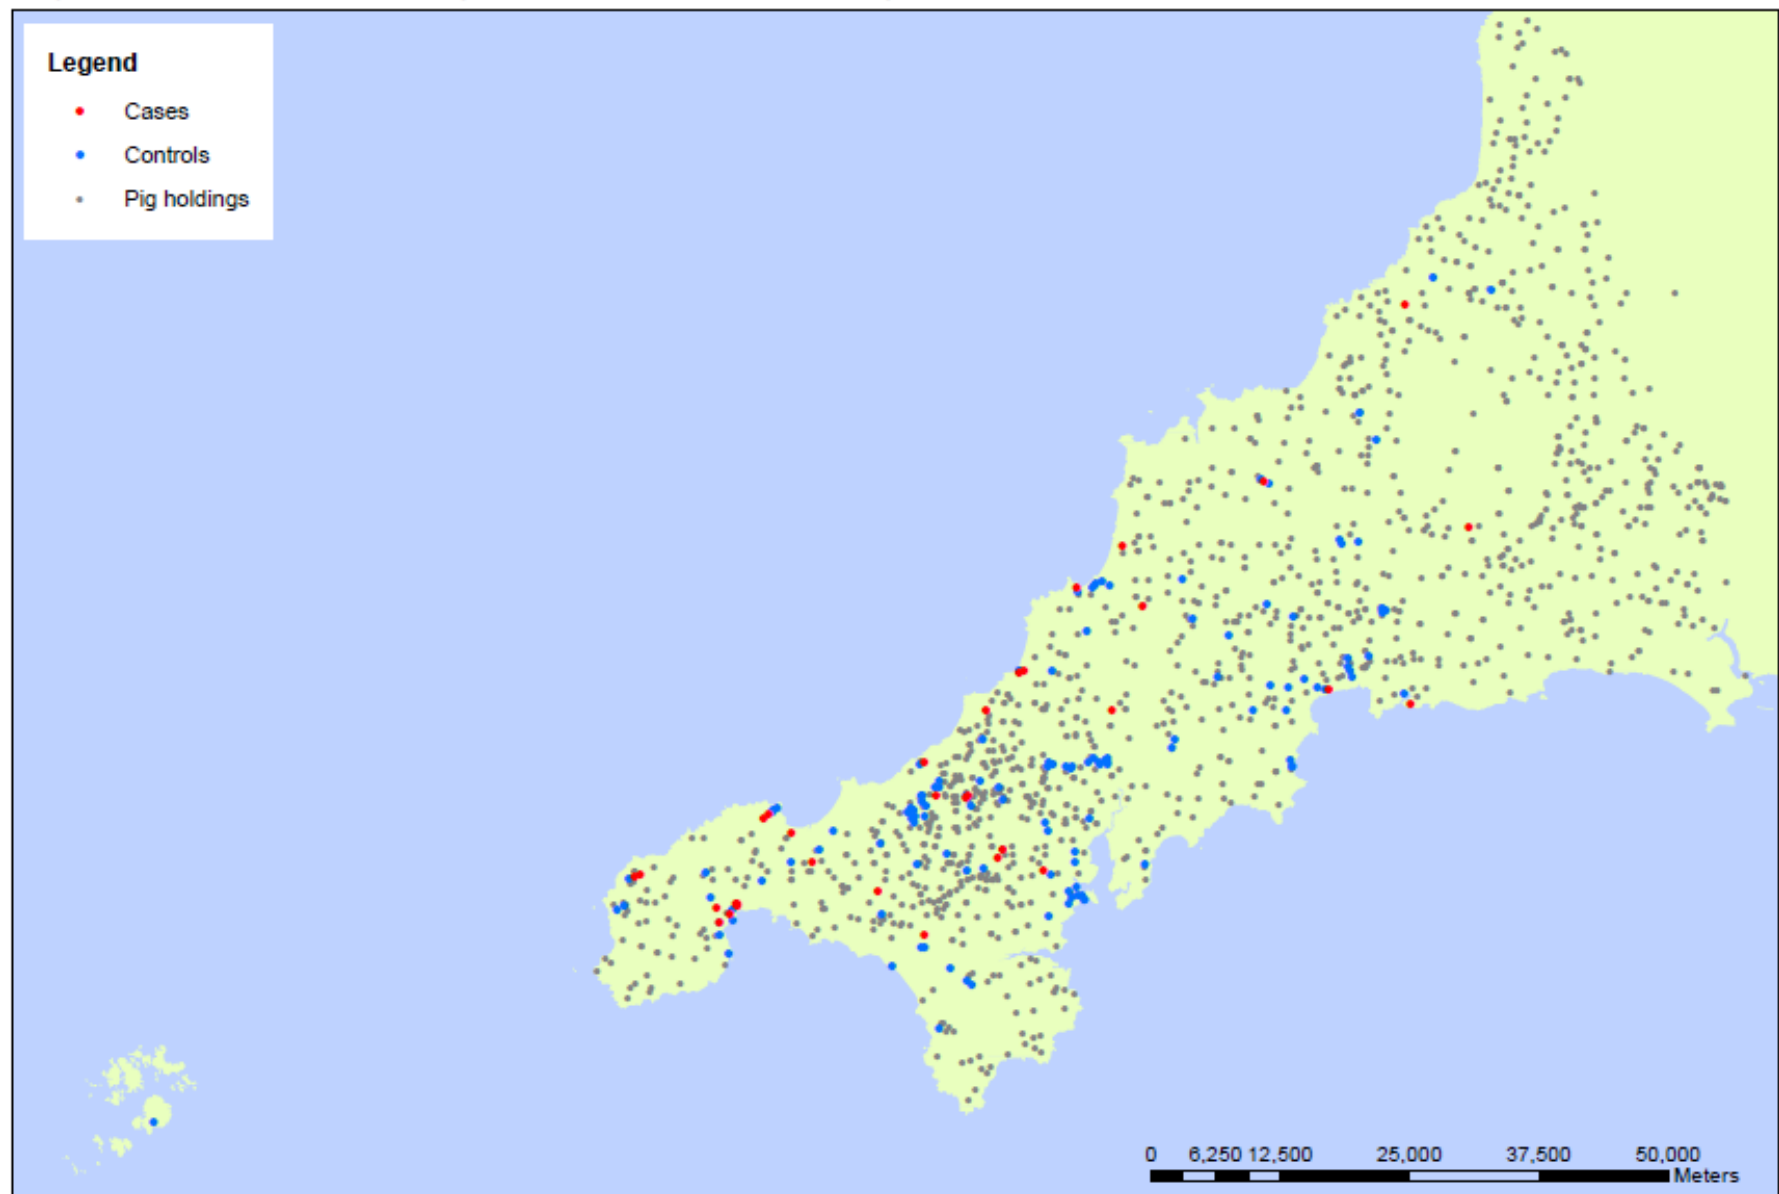 Legend
Cases
Controls
Pig holdings
0 6,250 12,500 25,000 37,500 50,000
Meters